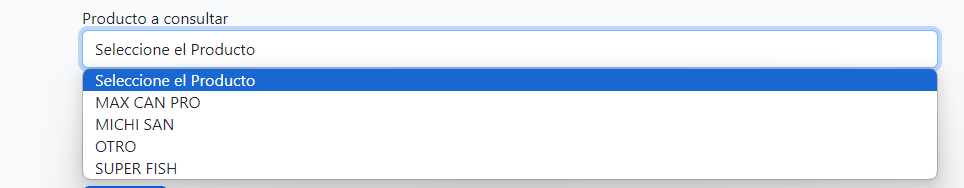 Producto a consultar
Seleccione el Producto
Seleccione el Producto
MAX CAN PRO
MICHI SAN
OTRO
SUPER FISH